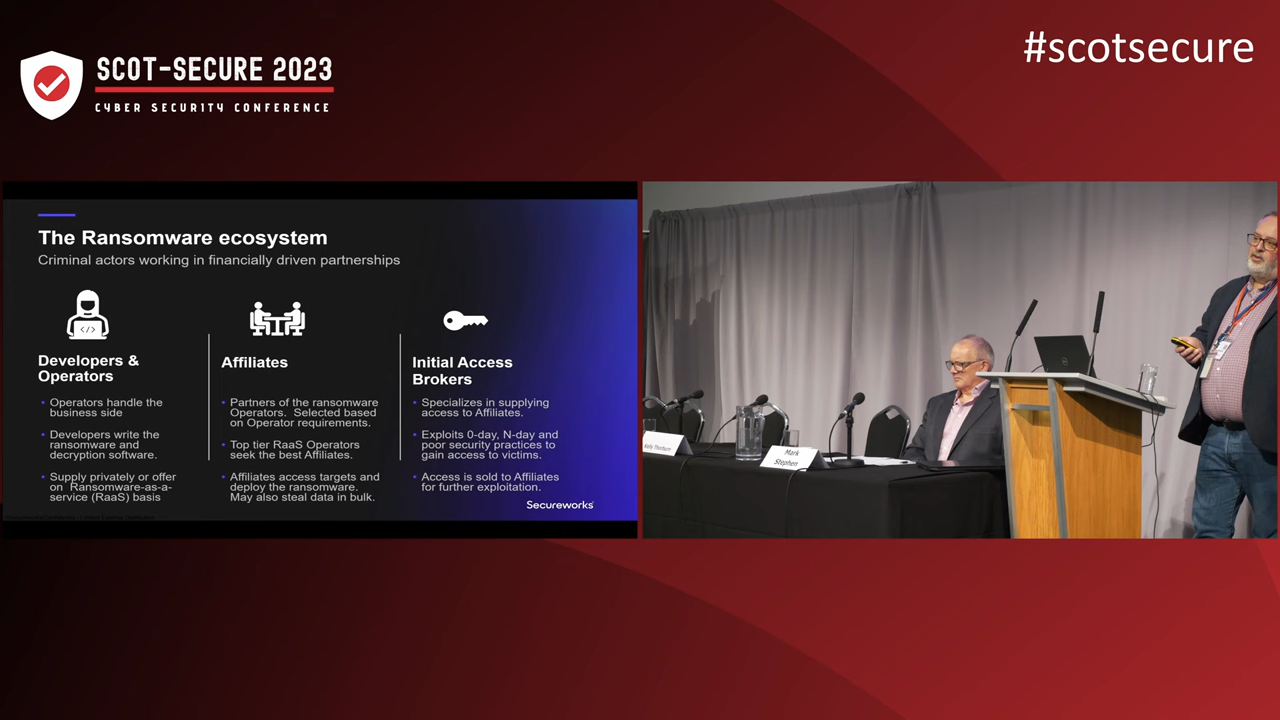 SCOT-SECURE 2023
CYBER SECURITY CONFERENCE
#scotsecure
The Ransomware ecosystem
Criminal actors working in financially driven partnerships
Developers &
Operators
• Operators handle the
business side
• Developers write the
ransomware and
decryption software.
• Supply privately or offer
on Ransomware-as-a-
service (RaaS) basis
Affiliates
• Partners of the ransomware
Operators. Selected based
on Operator requirements.
• Top tier RaaS Operators
seek the best Affiliates.
• Affiliates access targets and
deploy the ransomware.
May also steal data in bulk.
Initial Access
Brokers
• Specializes in supplying
access to Affiliates.
• Exploits 0-day, N-day and
poor security practices to
gain access to victims.
• Access is sold to Affiliates
for further exploitation.
Secureworks
Kelly
Mark
Stephen